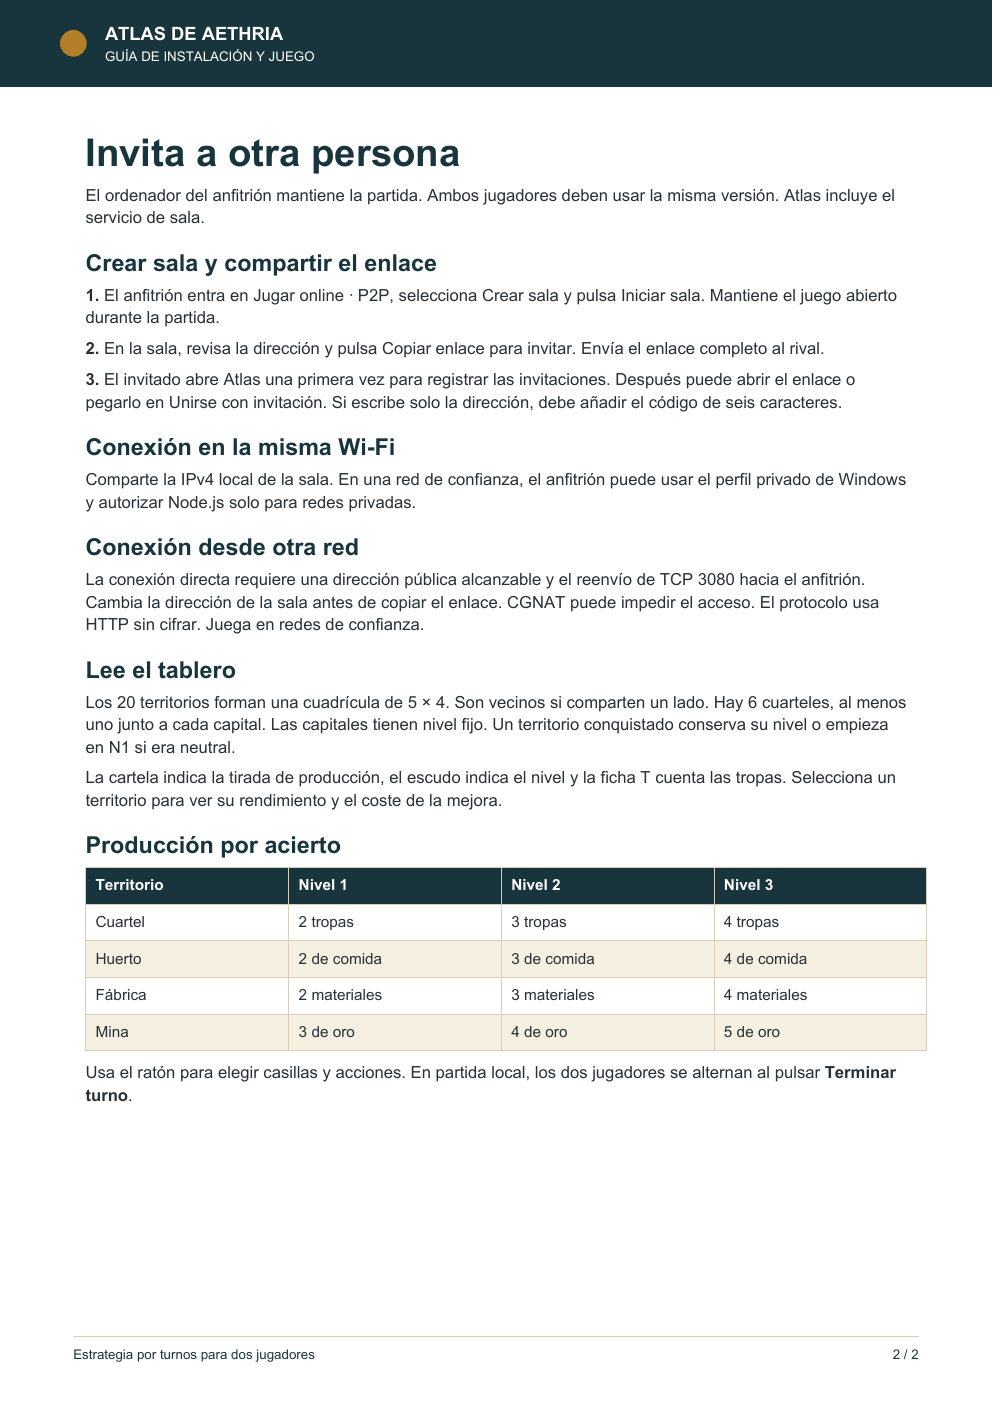 ATLAS DE AETHRIA
GUÍA DE INSTALACIÓN Y JUEGO
Invita a otra persona
El ordenador del anfitrión mantiene la partida. Ambos jugadores deben usar la misma versión. Atlas incluye el
servicio de sala.
Crear sala y compartir el enlace
1. El anfitrión entra en Jugar online · P2P, selecciona Crear sala y pulsa Iniciar sala. Mantiene el juego abierto
durante la partida.
2. En la sala, revisa la dirección y pulsa Copiar enlace para invitar. Envía el enlace completo al rival.
3. El invitado abre Atlas una primera vez para registrar las invitaciones. Después puede abrir el enlace o
pegarlo en Unirse con invitación. Si escribe solo la dirección, debe añadir el código de seis caracteres.
Conexión en la misma Wi-Fi
Comparte la IPv4 local de la sala. En una red de confianza, el anfitrión puede usar el perfil privado de Windows
y autorizar Node.js solo para redes privadas.
Conexión desde otra red
La conexión directa requiere una dirección pública alcanzable y el reenvío de TCP 3080 hacia el anfitrión.
Cambia la dirección de la sala antes de copiar el enlace. CGNAT puede impedir el acceso. El protocolo usa
HTTP sin cifrar. Juega en redes de confianza.
Lee el tablero
Los 20 territorios forman una cuadrícula de 5 × 4. Son vecinos si comparten un lado. Hay 6 cuarteles, al menos
uno junto a cada capital. Las capitales tienen nivel fijo. Un territorio conquistado conserva su nivel o empieza
en N1 si era neutral.
La cartela indica la tirada de producción, el escudo indica el nivel y la ficha T cuenta las tropas. Selecciona un
territorio para ver su rendimiento y el coste de la mejora.
Producción por acierto
Territorio Nivel 1 Nivel 2 Nivel 3
Cuartel 2 tropas 3 tropas 4 tropas
Huerto 2 de comida 3 de comida 4 de comida
Fábrica 2 materiales 3 materiales 4 materiales
Mina 3 de oro 4 de oro 5 de oro
Usa el ratón para elegir casillas y acciones. En partida local, los dos jugadores se alternan al pulsar Terminar
turno.
Estrategia por turnos para dos jugadores 2 / 2